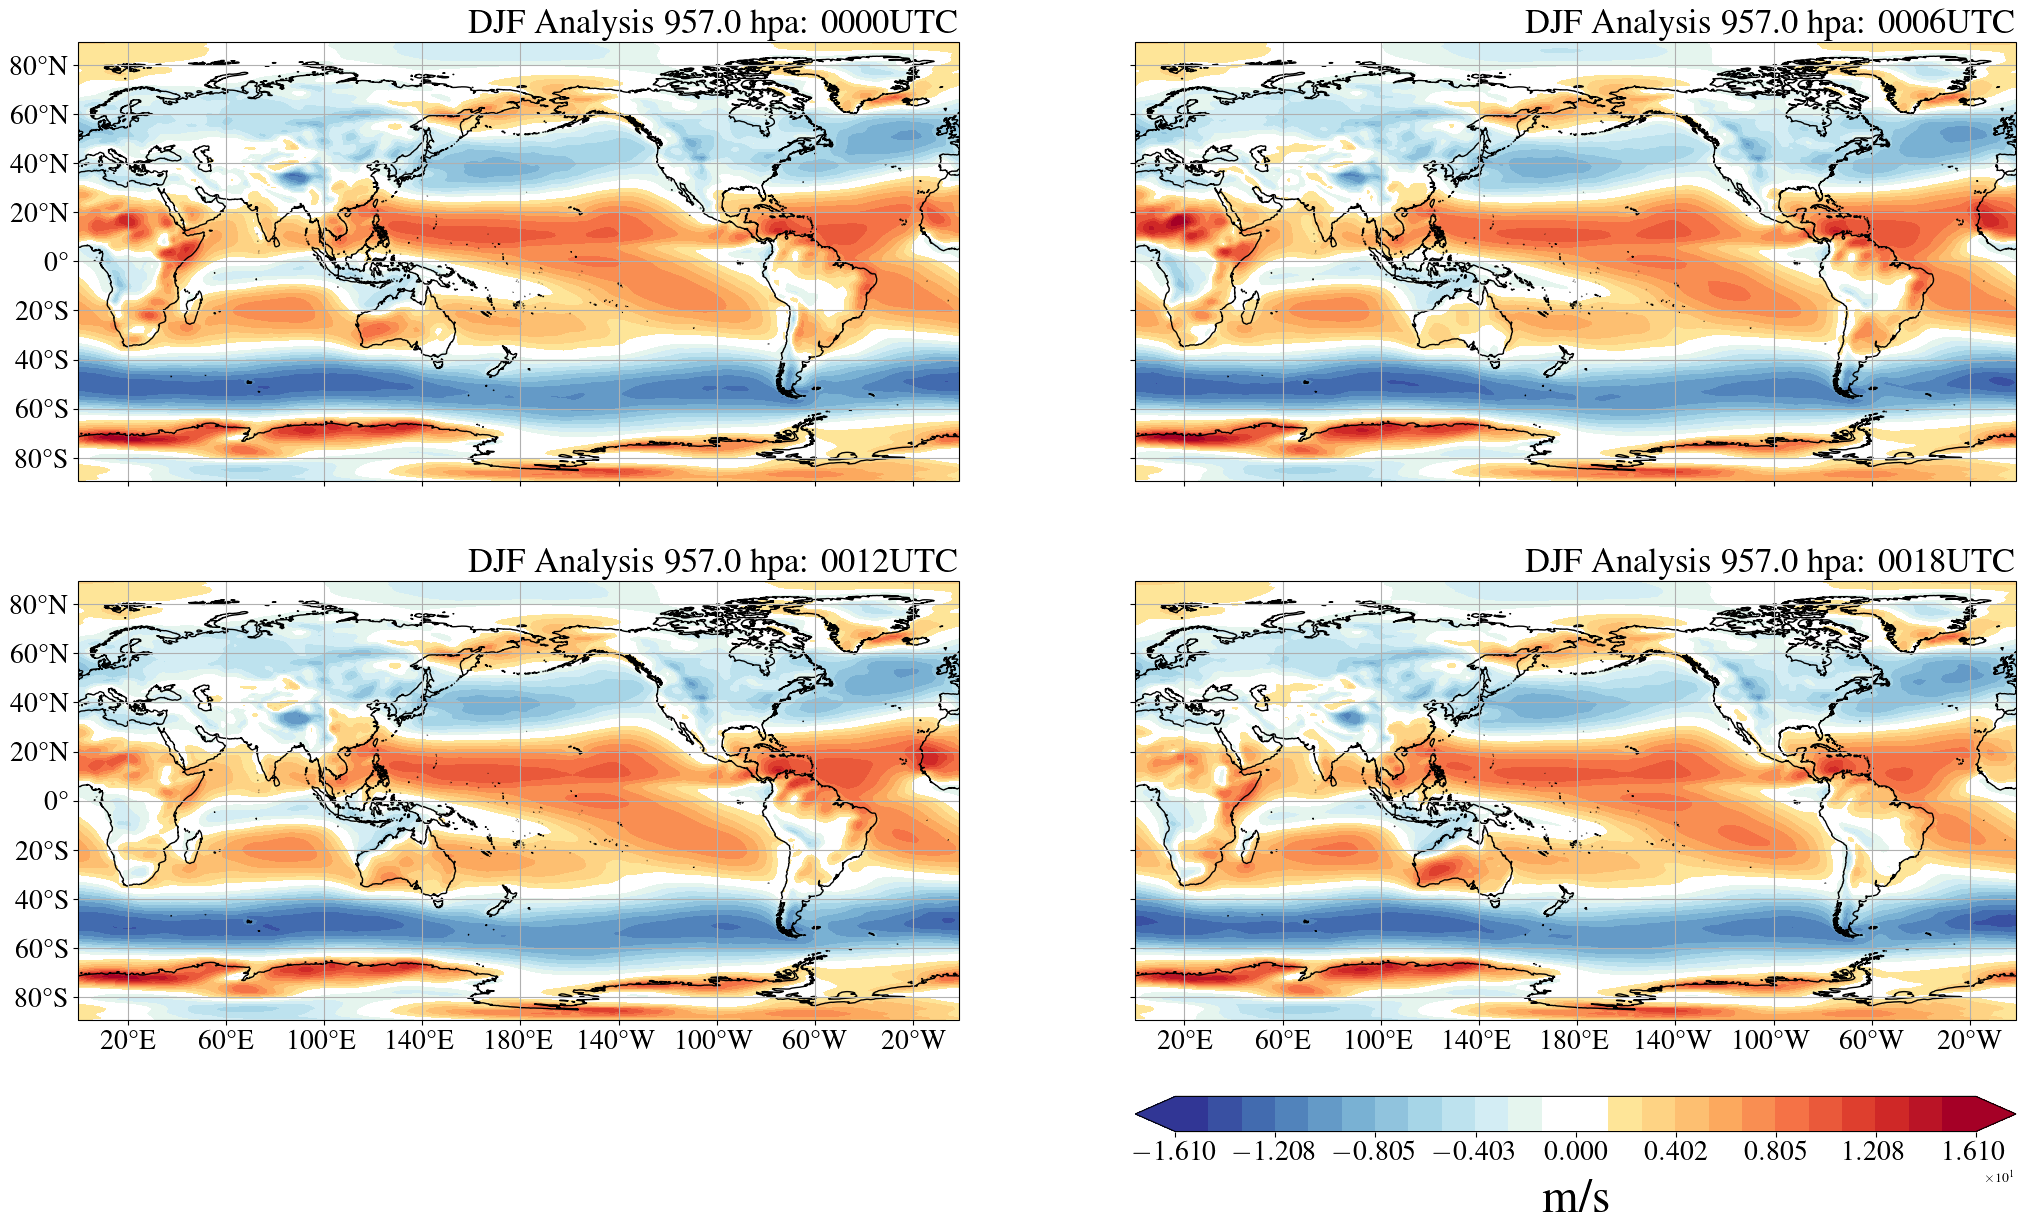 DJF Analysis 957.0 hpa: 0000UTC
DJF Analysis 957.0 hpa: 0006UTC
80°N
60°N
40°N
20°N
0°
20°S
40°S
60°S
80°S
DJF Analysis 957.0 hpa: 0012UTC
DJF Analysis 957.0 hpa: 0018UTC
80°N
60°N
40°N
20°N
0°
20°S
40°S
60°S
80°S
20°E 60°E 100°E 140°E 180°E 140°W 100°W 60°W 20°W
20°E 60°E 100°E 140°E 180°E 140°W 100°W 60°W 20°W
−1.610 −1.208 −0.805 −0.403 0.000 0.402 0.805 1.208 1.610
×10¹
m/s